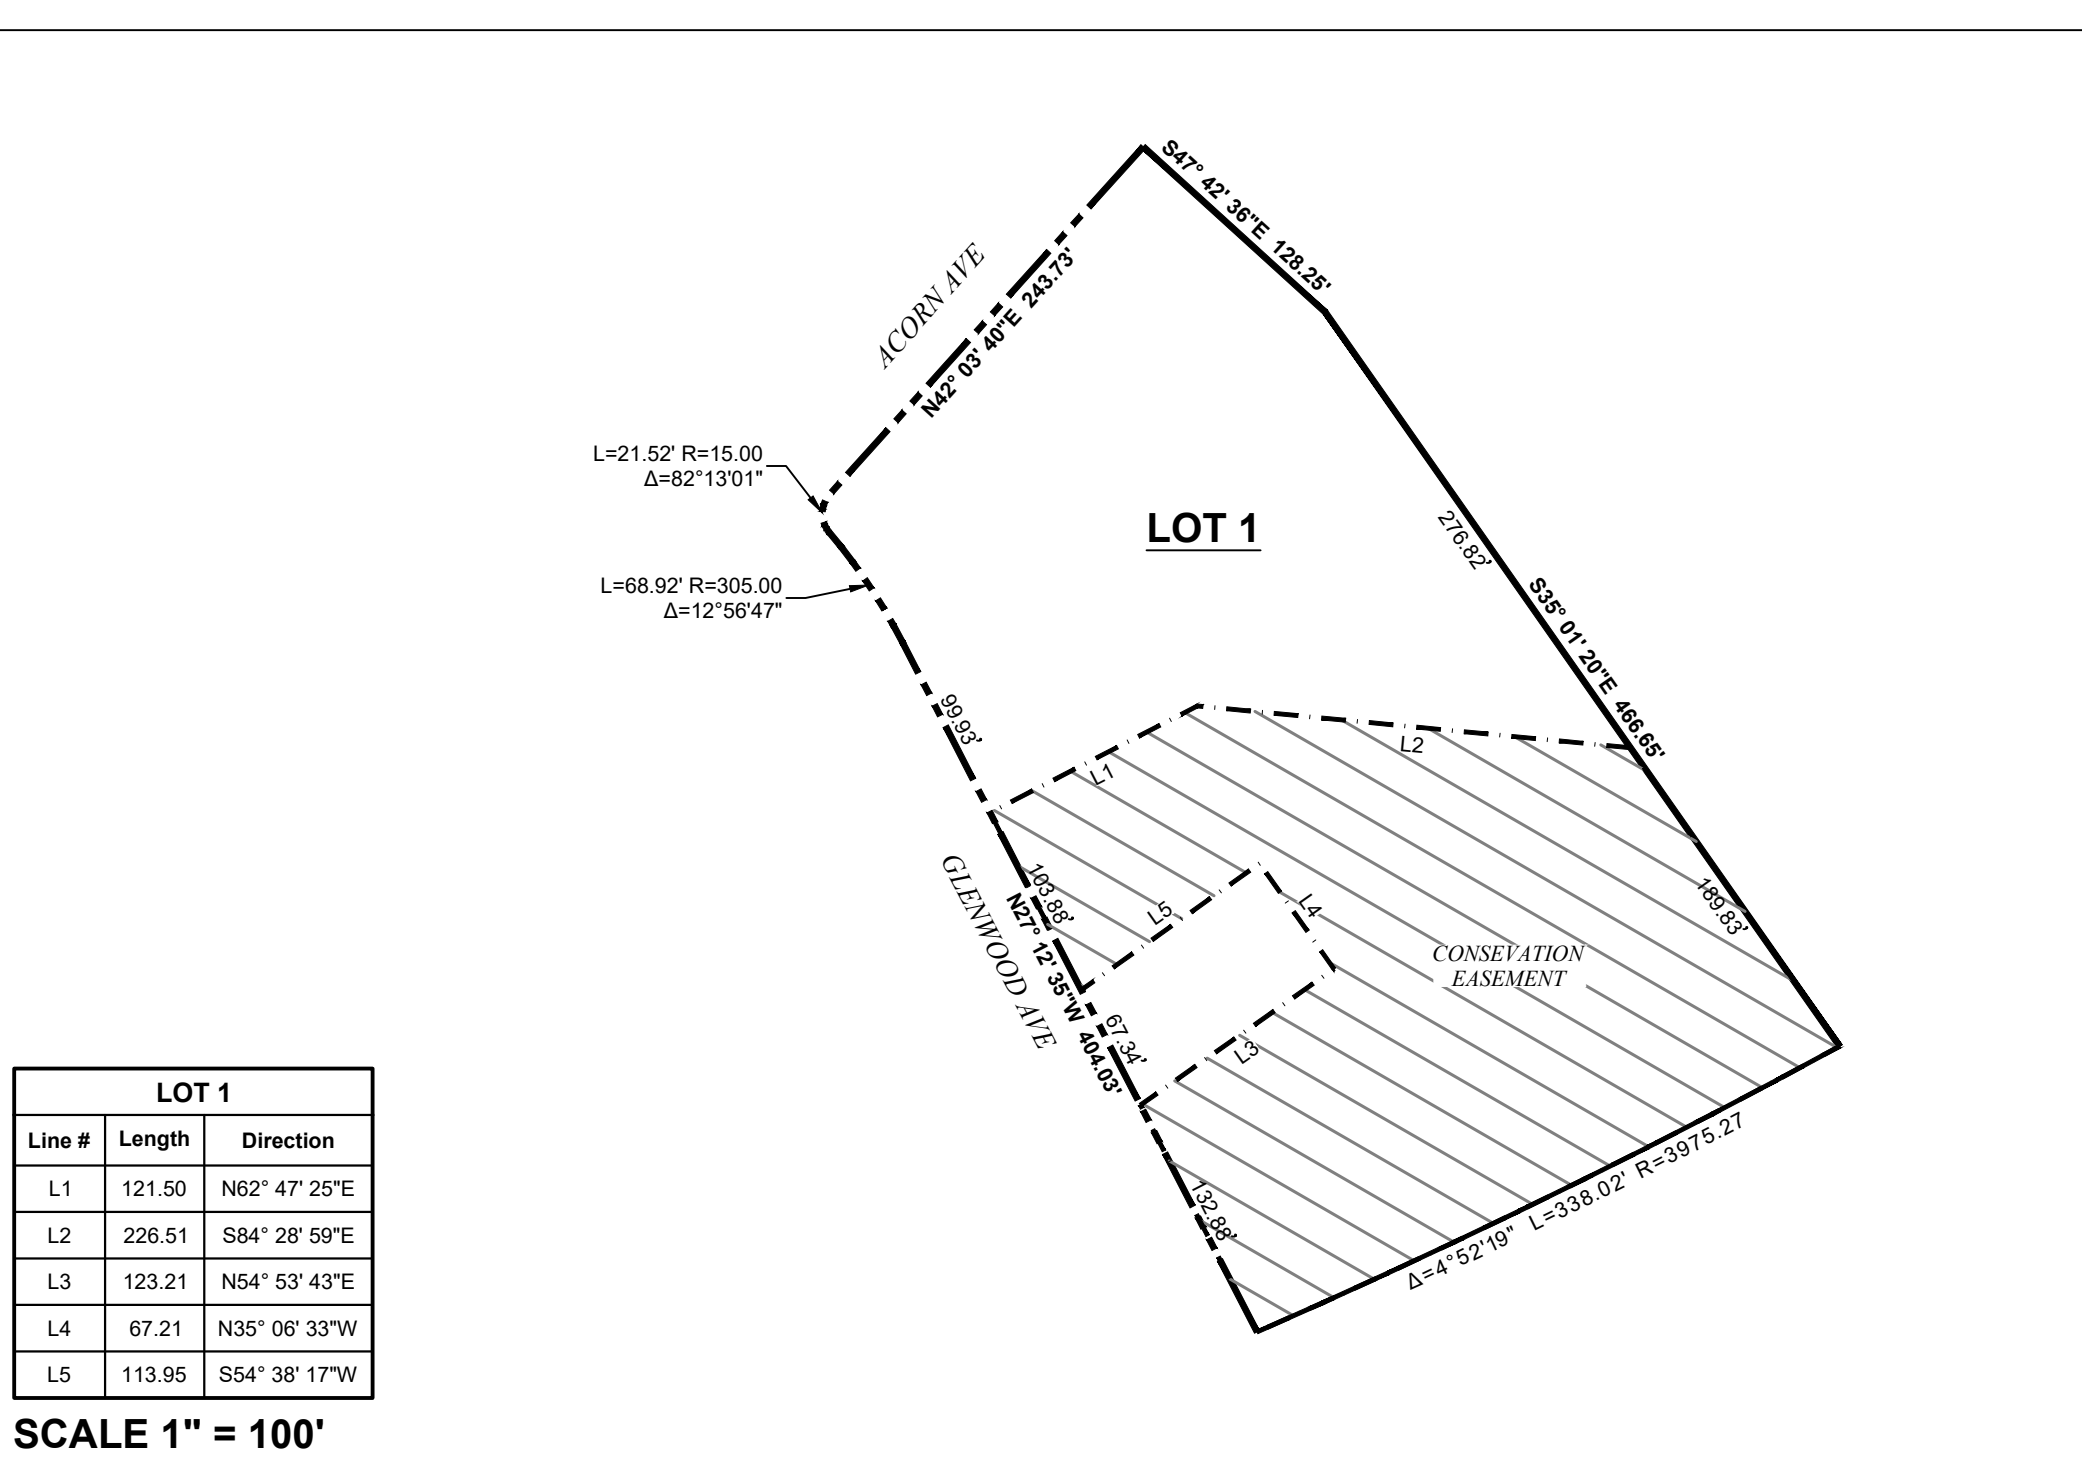 S47° 42' 36"E 128.25'
ACORN AVE
N42° 03' 40"E 243.73'
L=21.52' R=15.00
Δ=82°13'01"
LOT 1
276.82'
L=68.92' R=305.00
Δ=12°56'47"
S35° 01' 20"E 466.65'
99.93'
L2
L1
GLENWOOD AVE
103.88'
N27° 12' 35"W 404.03'
L5
L4
189.83'
CONSEVATION
EASEMENT
67.34'
L3
132.88'
Δ=4°52'19" L=338.02' R=3975.27
LOT 1
Line # Length Direction
L1 121.50 N62° 47' 25"E
L2 226.51 S84° 28' 59"E
L3 123.21 N54° 53' 43"E
L4 67.21 N35° 06' 33"W
L5 113.95 S54° 38' 17"W
SCALE 1" = 100'